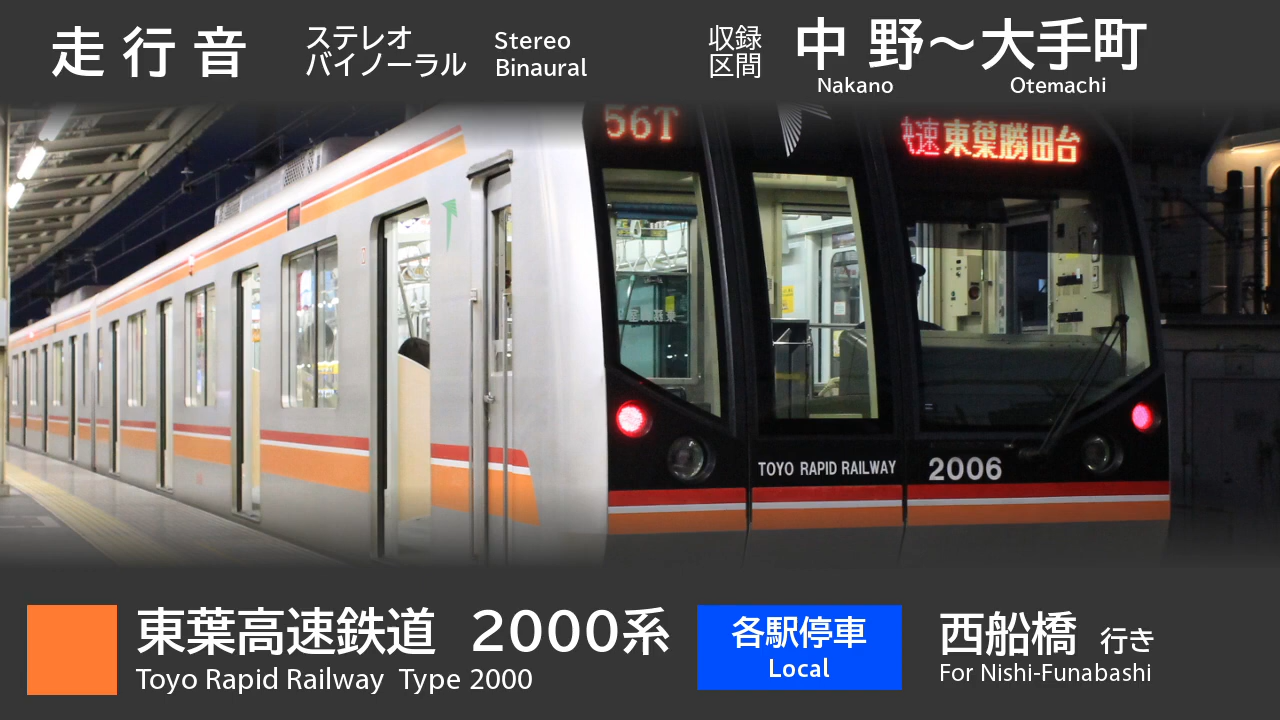 走行音
ステレオ
バイノーラル
Stereo
Binaural
収録
区間
中野～大手町
Nakano
Otemachi
56T
快速東葉勝田台
TOYO RAPID RAILWAY
2006
東葉高速鉄道 2000系
Toyo Rapid Railway Type 2000
各駅停車
Local
西船橋 行き
For Nishi-Funabashi